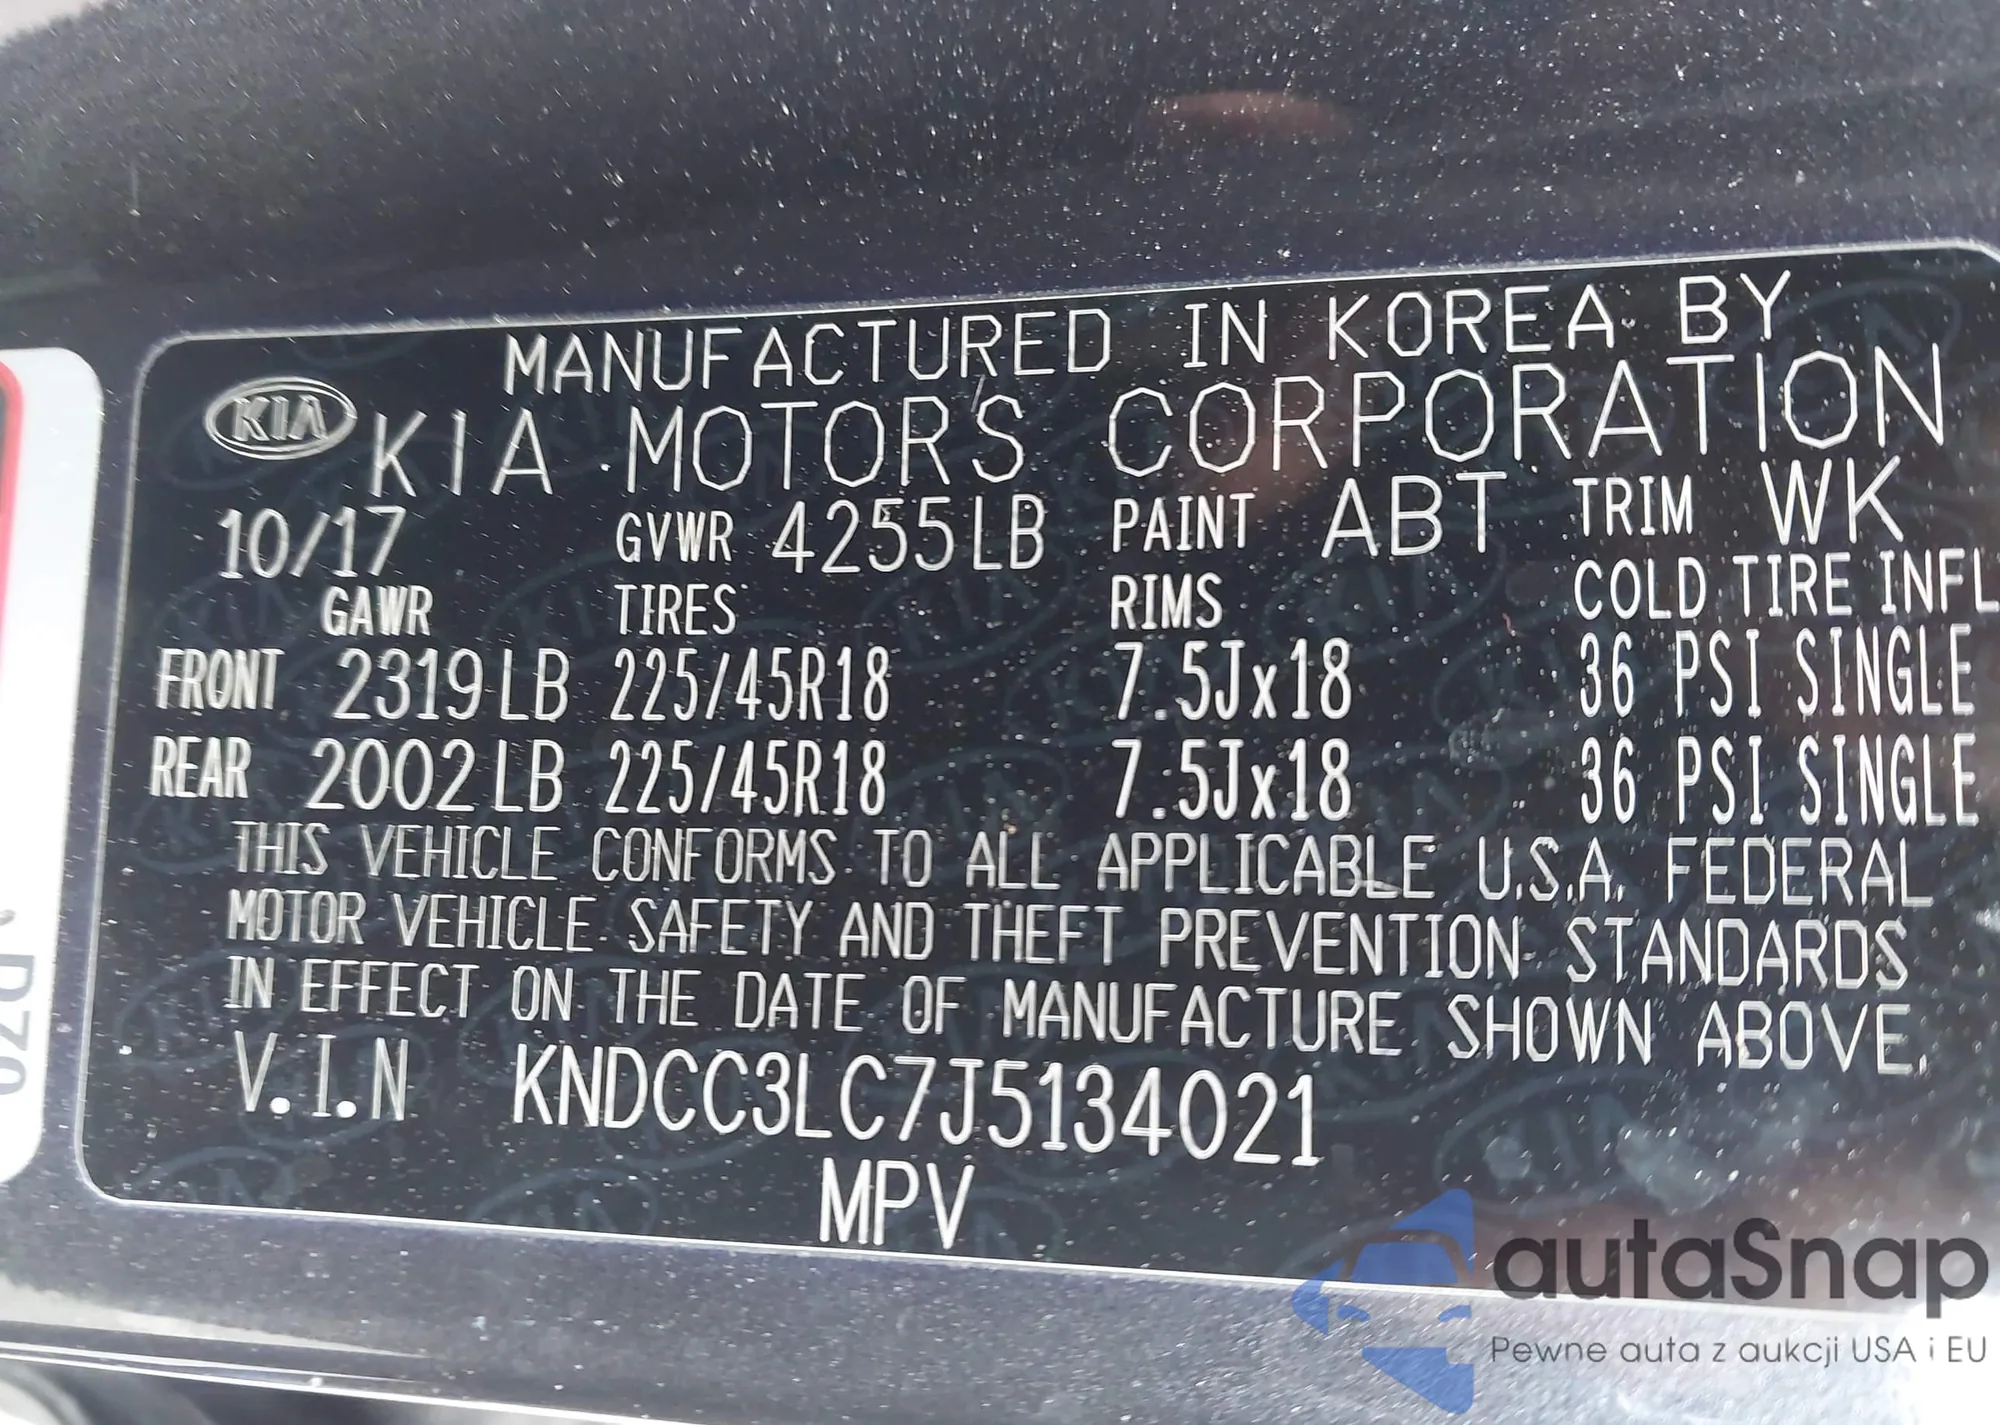 MANUFACTURED IN KOREA BY
KIA
KIA MOTORS CORPORATION
10/17 GVWR 4255LB PAINT ABT TRIM WK
GAWR TIRES RIMS COLD TIRE INFL
FRONT 2319LB 225/45R18 7.5Jx18 36 PSI SINGLE
REAR 2002LB 225/45R18 7.5Jx18 36 PSI SINGLE
THIS VEHICLE CONFORMS TO ALL APPLICABLE U.S.A. FEDERAL
MOTOR VEHICLE SAFETY AND THEFT PREVENTION STANDARDS
IN EFFECT ON THE DATE OF MANUFACTURE SHOWN ABOVE.
V.I.N KNDCC3LC7J5134021
MPV
autaSnap
Pewne auta z aukcji USA i EU